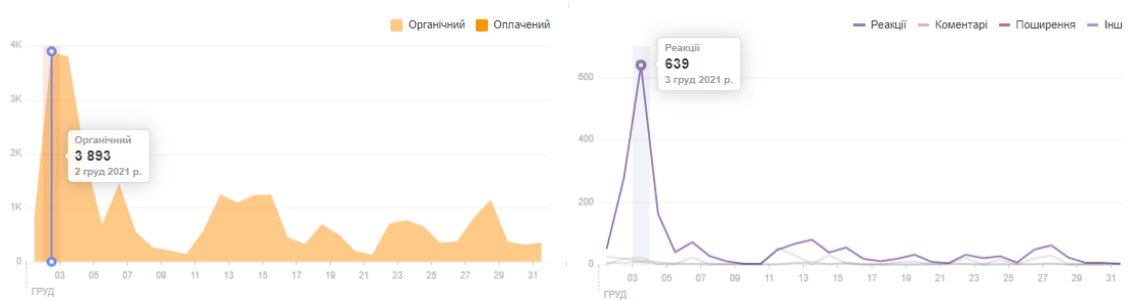 Органічний Оплачений
4K
3K
2K
1K
0
Органічний
3 893
2 груд 2021 р.
03 05 07 09 11 13 15 17 19 21 23 25 27 29 31
ГРУД
Реакції Коментарі Поширення Інш
600
400
200
0
Реакції
639
3 груд 2021 р.
03 05 07 09 11 13 15 17 19 21 23 25 27 29 31
ГРУД